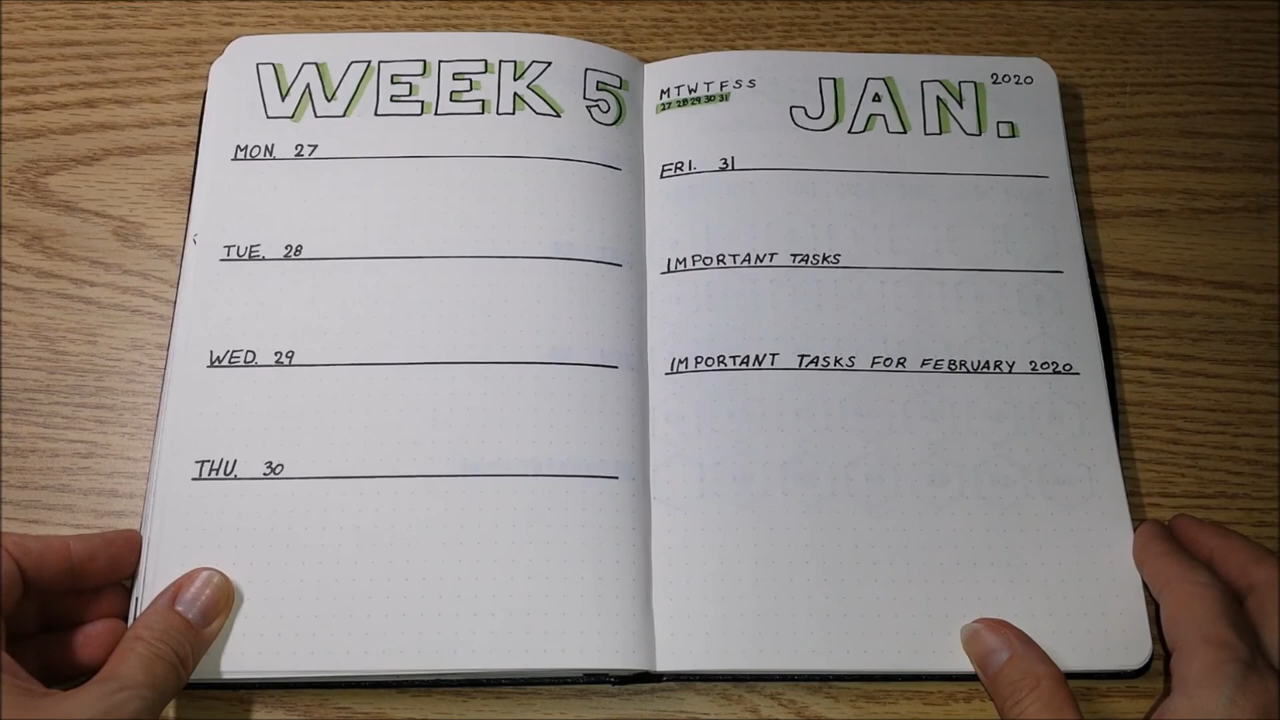 WEEK 5
MON. 27
TUE. 28
WED. 29
THU. 30
JAN.
2020
M T W T F S S
27 28 29 30 31
FRI. 31
IMPORTANT TASKS
IMPORTANT TASKS FOR FEBRUARY 2020